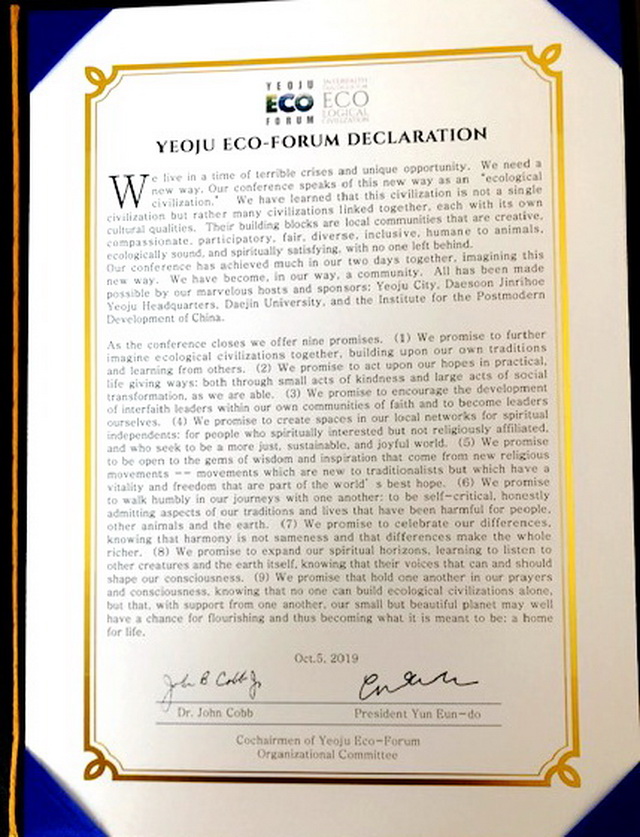 YEOJU
ECO
FORUM
INTERFAITH
DIALOGUE FOR
ECO
LOGICAL
CIVILIZATION
YEOJU ECO-FORUM DECLARATION
We live in a time of terrible crises and unique opportunity. We need a
new way. Our conference speaks of this new way as an "ecological
civilization." We have learned that this civilization is not a single
civilization but rather many civilizations linked together, each with its own
cultural qualities. Their building blocks are local communities that are creative,
compassionate, participatory, fair, diverse, inclusive, humane to animals,
ecologically sound, and spiritually satisfying, with no one left behind.
Our conference has achieved much in our two days together, imagining this
new way. We have become, in our way, a community. All has been made
possible by our marvelous hosts and sponsors: Yeoju City, Daesoon Jinrihoe
Yeoju Headquarters, Daejin University, and the Institute for the Postmodern
Development of China.
As the conference closes we offer nine promises. (1) We promise to further
imagine ecological civilizations together, building upon our own traditions
and learning from others. (2) We promise to act upon our hopes in practical,
life giving ways: both through small acts of kindness and large acts of social
transformation, as we are able. (3) We promise to encourage the development
of interfaith leaders within our own communities of faith and to become leaders
ourselves. (4) We promise to create spaces in our local networks for spiritual
independents: for people who spiritually interested but not religiously affiliated,
and who seek to be a more just, sustainable, and joyful world. (5) We promise
to be open to the gems of wisdom and inspiration that come from new religious
movements -- movements which are new to traditionalists but which have a
vitality and freedom that are part of the world's best hope. (6) We promise
to walk humbly in our journeys with one another: to be self-critical, honestly
admitting aspects of our traditions and lives that have been harmful for people,
other animals and the earth. (7) We promise to celebrate our differences,
knowing that harmony is not sameness and that differences make the whole
richer. (8) We promise to expand our spiritual horizons, learning to listen to
other creatures and the earth itself, knowing that their voices that can and should
shape our consciousness. (9) We promise that hold one another in our prayers
and consciousness, knowing that no one can build ecological civilizations alone,
but that, with support from one another, our small but beautiful planet may well
have a chance for flourishing and thus becoming what it is meant to be: a home
for life.
Oct.5, 2019
John B Cobb Jr
Dr. John Cobb President Yun Eun-do
Cochairmen of Yeoju Eco-Forum
Organizational Committee